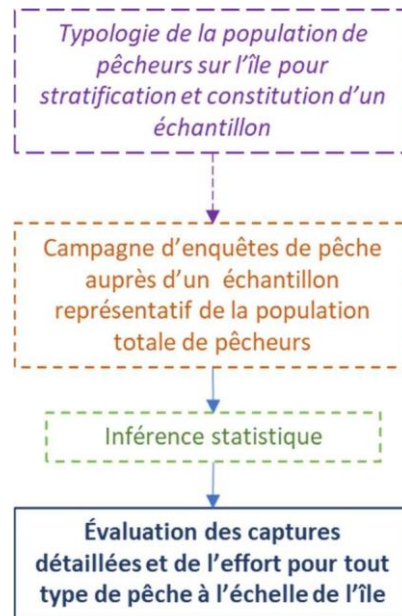 Typologie de la population de
pêcheurs sur l’île pour
stratification et constitution d’un
échantillon
Campagne d’enquêtes de pêche
auprès d’un échantillon
représentatif de la population
totale de pêcheurs
Inférence statistique
Évaluation des captures
détaillées et de l’effort pour tout
type de pêche à l’échelle de l’île